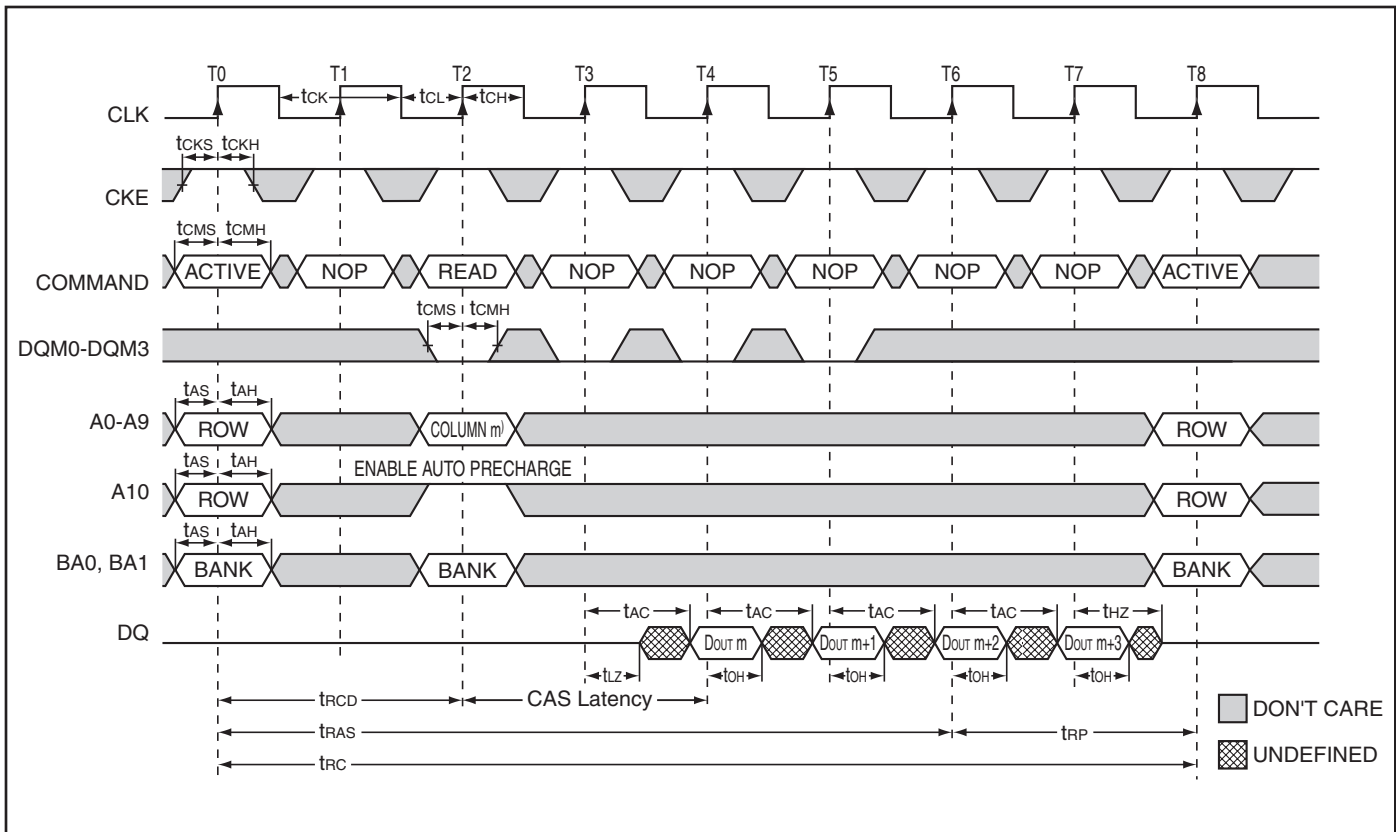 T0 T1 T2 T3 T4 T5 T6 T7 T8
tCK tCL tCH
CLK
tCKS tCKH
CKE
tCMS tCMH
COMMAND ACTIVE NOP READ NOP NOP NOP NOP NOP ACTIVE
tCMS tCMH
DQM0-DQM3
tAS tAH
A0-A9 ROW COLUMN m) ROW
tAS tAH ENABLE AUTO PRECHARGE
A10 ROW ROW
tAS tAH
BA0, BA1 BANK BANK BANK
tAC tAC tAC tAC tHZ
DQ DOUT m DOUT m+1 DOUT m+2 DOUT m+3
tLZ tOH tOH tOH tOH
tRCD CAS Latency
DON'T CARE
tRAS tRP
UNDEFINED
tRC